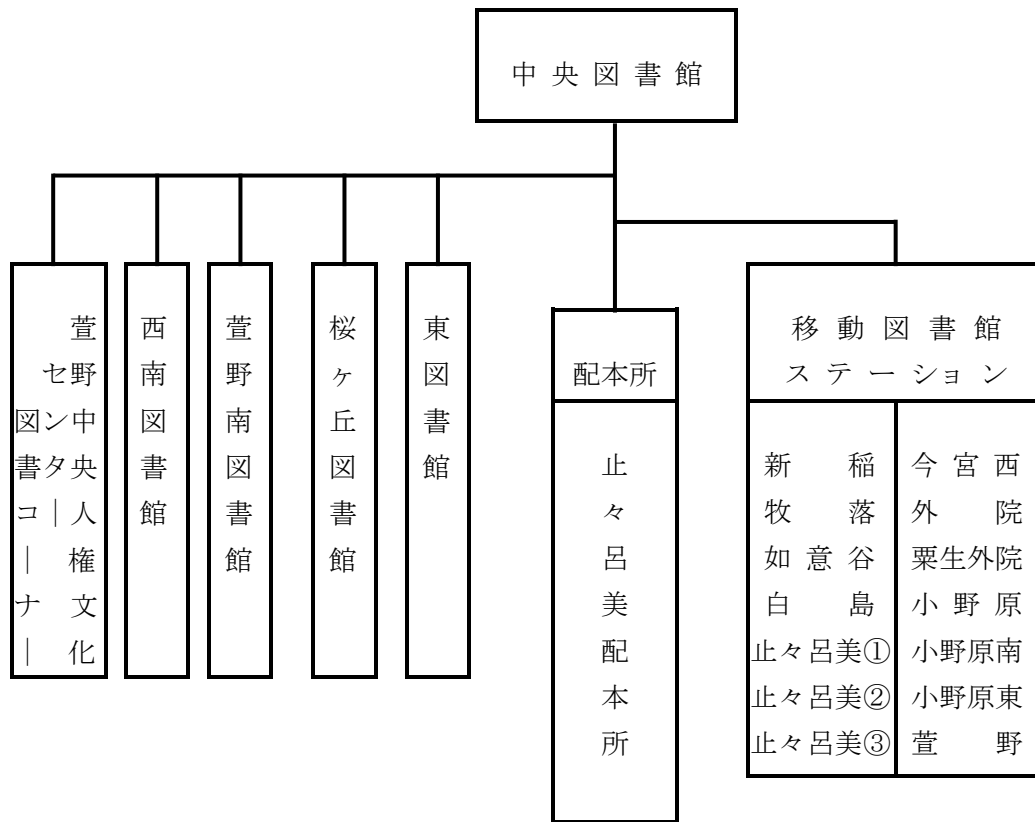 中央図書館
萱野中央人権文化
センター
図書コーナー
西南図書館
萱野南図書館
桜ヶ丘図書館
東図書館
配本所
止々呂美配本所
移動図書館
ステーション
新稲
牧落
如意谷
白島
止々呂美①
止々呂美②
止々呂美③
今宮西
外院
粟生外院
小野原
小野原南
小野原東
萱野